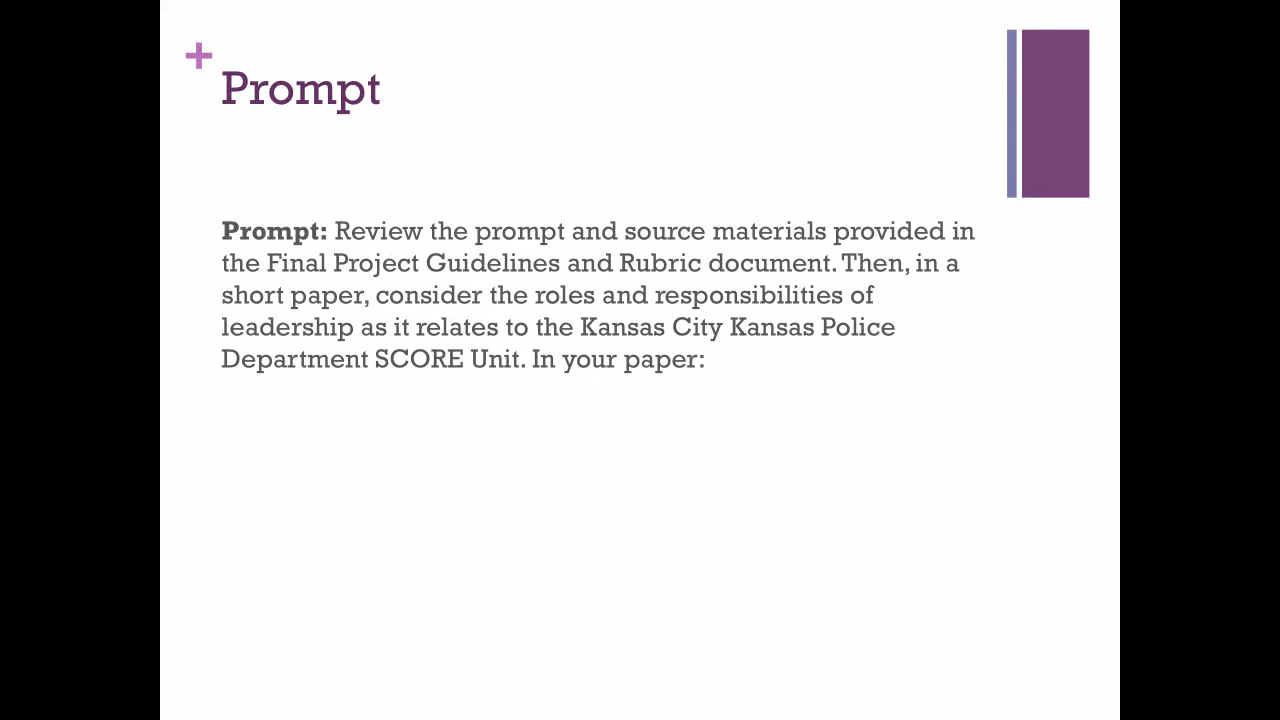 +
Prompt
Prompt: Review the prompt and source materials provided in
the Final Project Guidelines and Rubric document. Then, in a
short paper, consider the roles and responsibilities of
leadership as it relates to the Kansas City Kansas Police
Department SCORE Unit. In your paper: